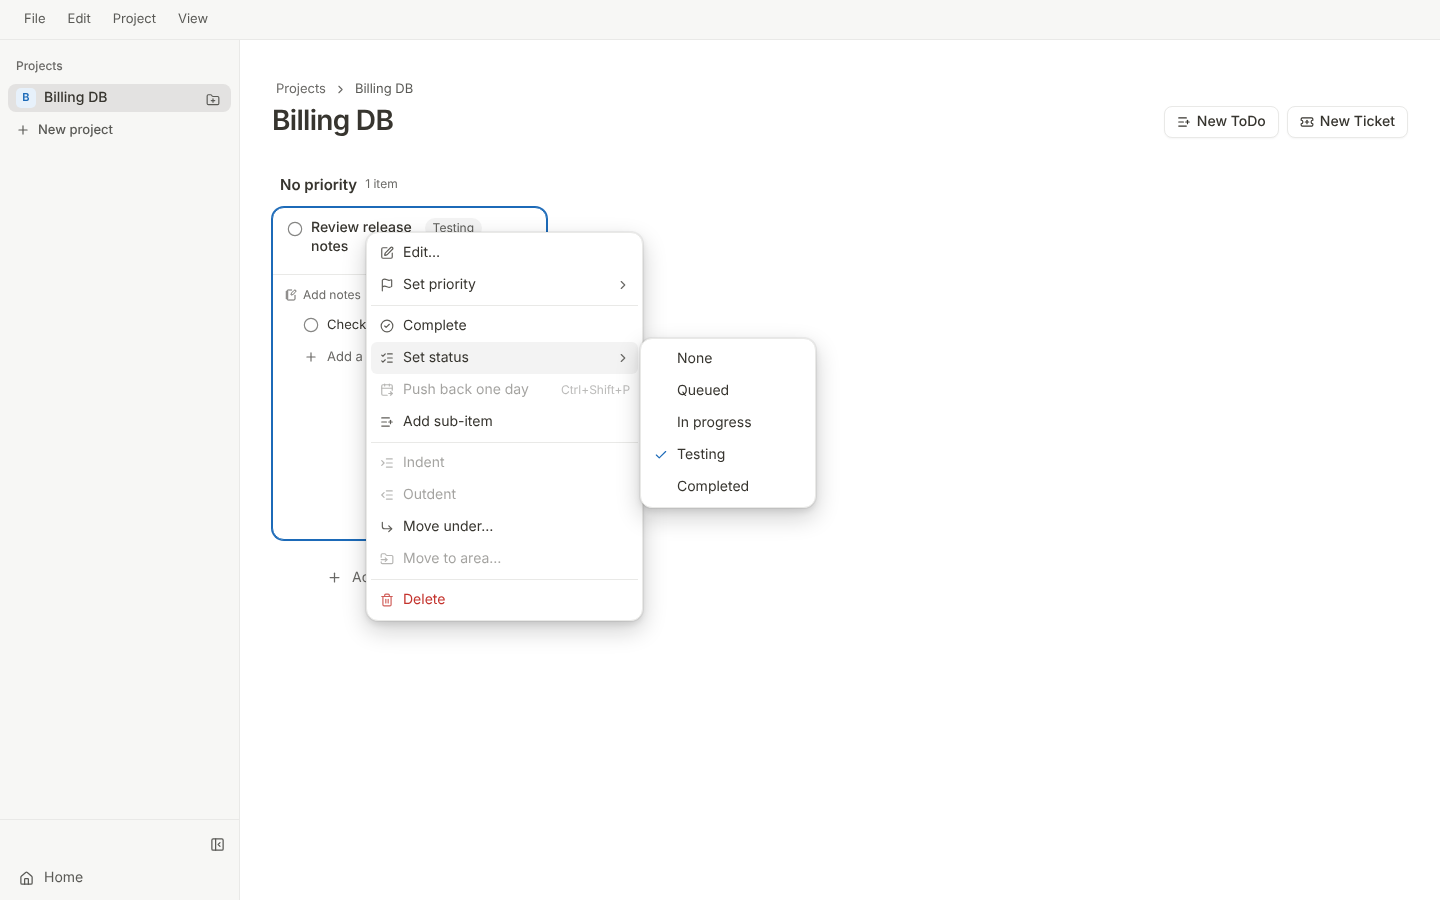 File Edit Project View
Projects
B Billing DB
New project
Home
Projects > Billing DB
Billing DB
New ToDo
New Ticket
No priority 1 item
Review release notes
Testing
Add notes
Check
Add a
Edit...
Set priority
Complete
Set status
Push back one day Ctrl+Shift+P
Add sub-item
Indent
Outdent
Move under...
Move to area...
Delete
None
Queued
In progress
Testing
Completed